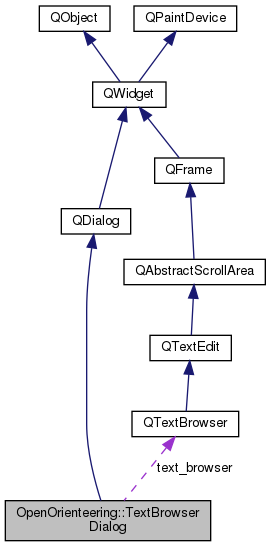 QObject
QPaintDevice
QWidget
QFrame
QDialog
QAbstractScrollArea
QTextEdit
QTextBrowser
text_browser
OpenOrienteering::TextBrowser
Dialog